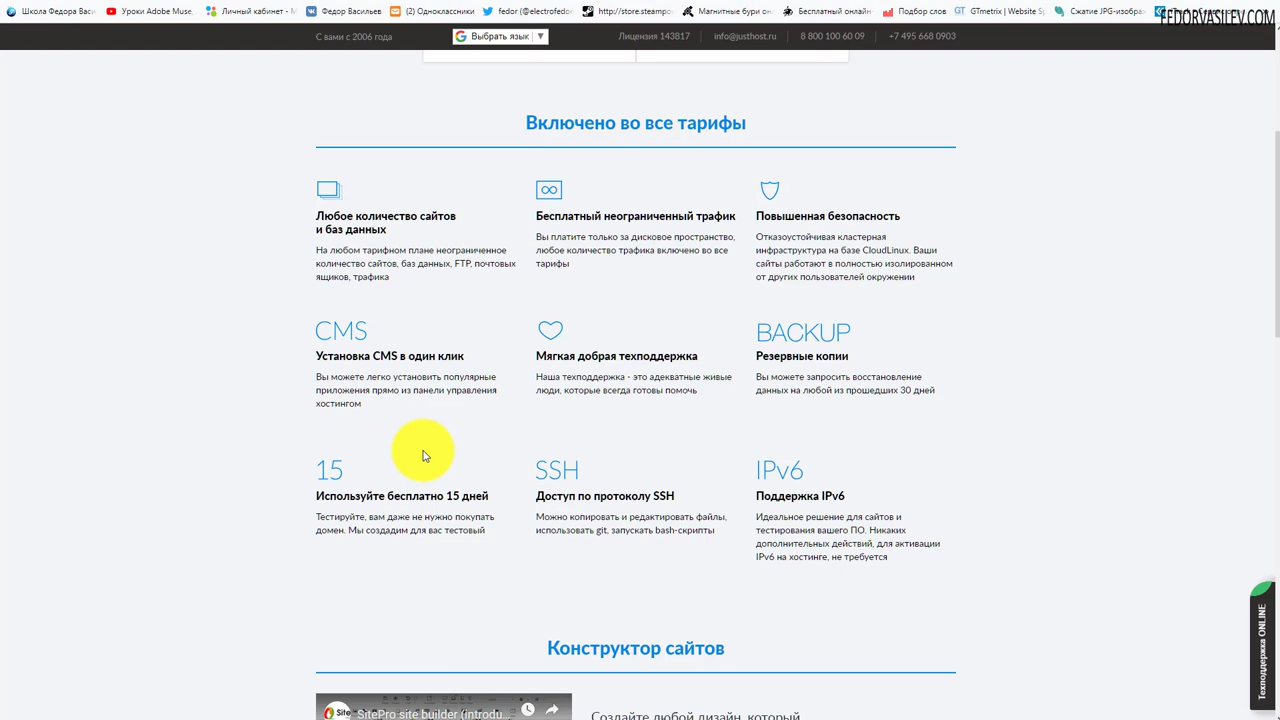 Школа Федора Васи
Уроки Adobe Muse,
Личный кабинет - М
Федор Васильев
(2) Одноклассники
fedor (@electrofedor
http://store.steampo
Магнитные бури он
Бесплатный онлайн
Подбор слов
GTmetrix | Website Sp
Сжатие JPG-изобра
FEDORVASILEV.COM
С вами с 2006 года
Выбрать язык ▼
Лицензия 143817
info@justhost.ru
8 800 100 60 09
+7 495 668 0903
Включено во все тарифы
Любое количество сайтов
и баз данных
На любом тарифном плане неограниченное
количество сайтов, баз данных, FTP, почтовых
ящиков, трафика
Бесплатный неограниченный трафик
Вы платите только за дисковое пространство,
любое количество трафика включено во все
тарифы
Повышенная безопасность
Отказоустойчивая кластерная
инфраструктура на базе CloudLinux. Ваши
сайты работают в полностью изолированном
от других пользователей окружении
CMS
Установка CMS в один клик
Вы можете легко установить популярные
приложения прямо из панели управления
хостингом
Мягкая добрая техподдержка
Наша техподдержка - это адекватные живые
люди, которые всегда готовы помочь
BACKUP
Резервные копии
Вы можете запросить восстановление
данных на любой из прошедших 30 дней
15
Используйте бесплатно 15 дней
Тестируйте, вам даже не нужно покупать
домен. Мы создадим для вас тестовый
SSH
Доступ по протоколу SSH
Можно копировать и редактировать файлы,
использовать git, запускать bash-скрипты
IPv6
Поддержка IPv6
Идеальное решение для сайтов и
тестирования вашего ПО. Никаких
дополнительных действий, для активации
IPv6 на хостинге, не требуется
Техподдержка ONLINE
Конструктор сайтов
Site
SitePro site builder (introdu...
Создайте любой дизайн, который